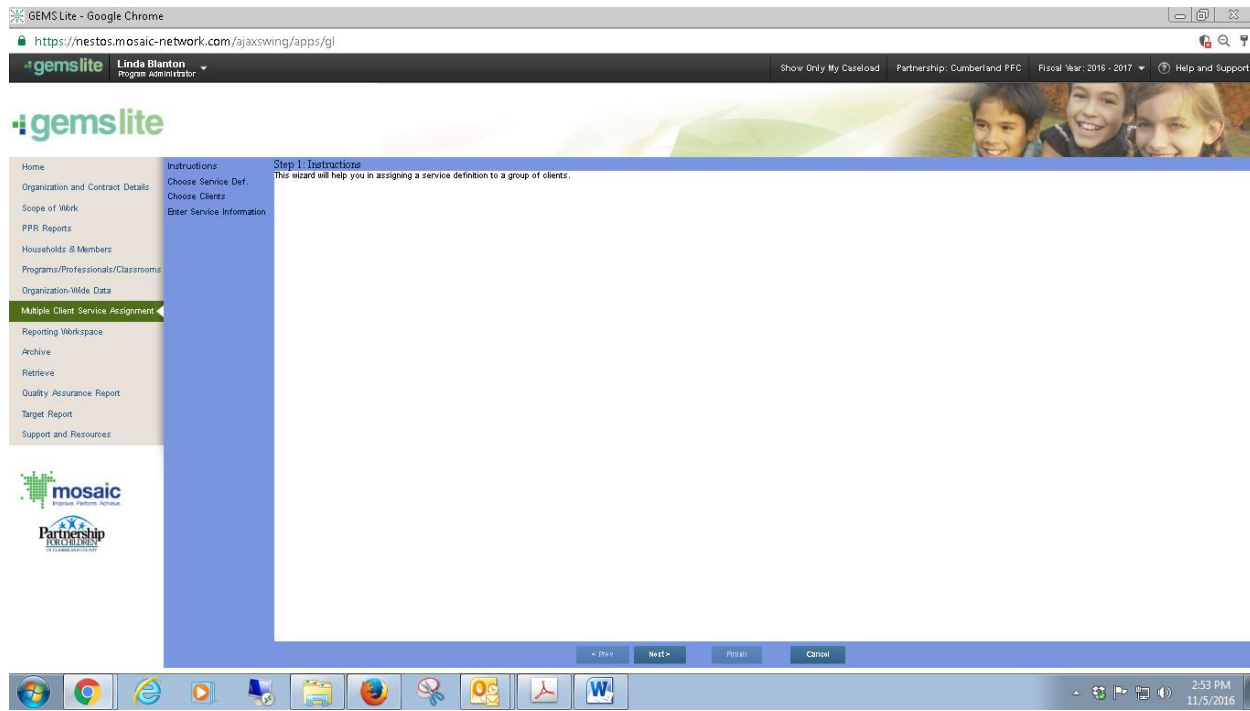 GEMS Lite - Google Chrome
https://nestos.mosaic-network.com/ajaxswing/apps/gl
gemslite Linda Blanton
Program Administrator
Show Only My Caseload Partnership: Cumberland PFC Fiscal Year: 2016 - 2017 ? Help and Support
gemslite
Home
Organization and Contract Details
Scope of Work
PPR Reports
Households & Members
Programs/Professionals/Classrooms
Organization-Wide Data
Multiple Client Service Assignment
Reporting Workspace
Archive
Retrieve
Quality Assurance Report
Target Report
Support and Resources
Instructions
Choose Service Def.
Choose Clients
Enter Service Information
Step 1: Instructions
This wizard will help you in assigning a service definition to a group of clients.
mosaic
Improve. Perform. Achieve.
Partnership
FOR CHILDREN
OF CUMBERLAND COUNTY
< Prev Next > Finish Cancel
2:53 PM
11/5/2016